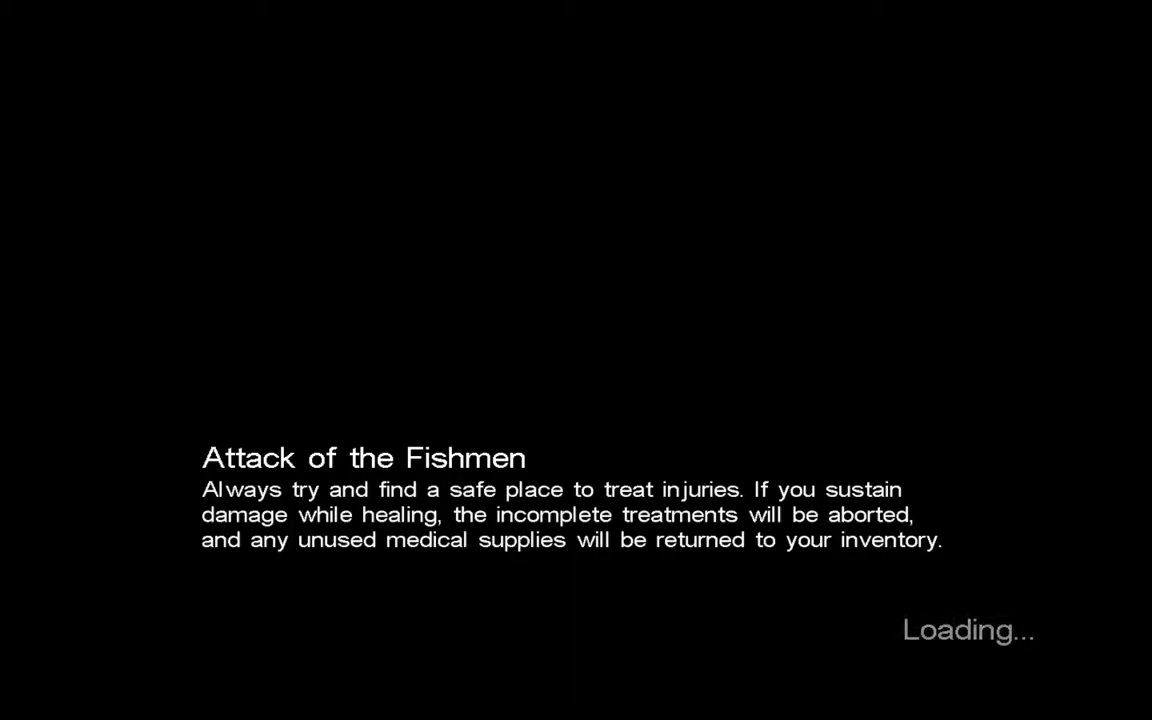 Attack of the Fishmen
Always try and find a safe place to treat injuries. If you sustain
damage while healing, the incomplete treatments will be aborted,
and any unused medical supplies will be returned to your inventory.
Loading...